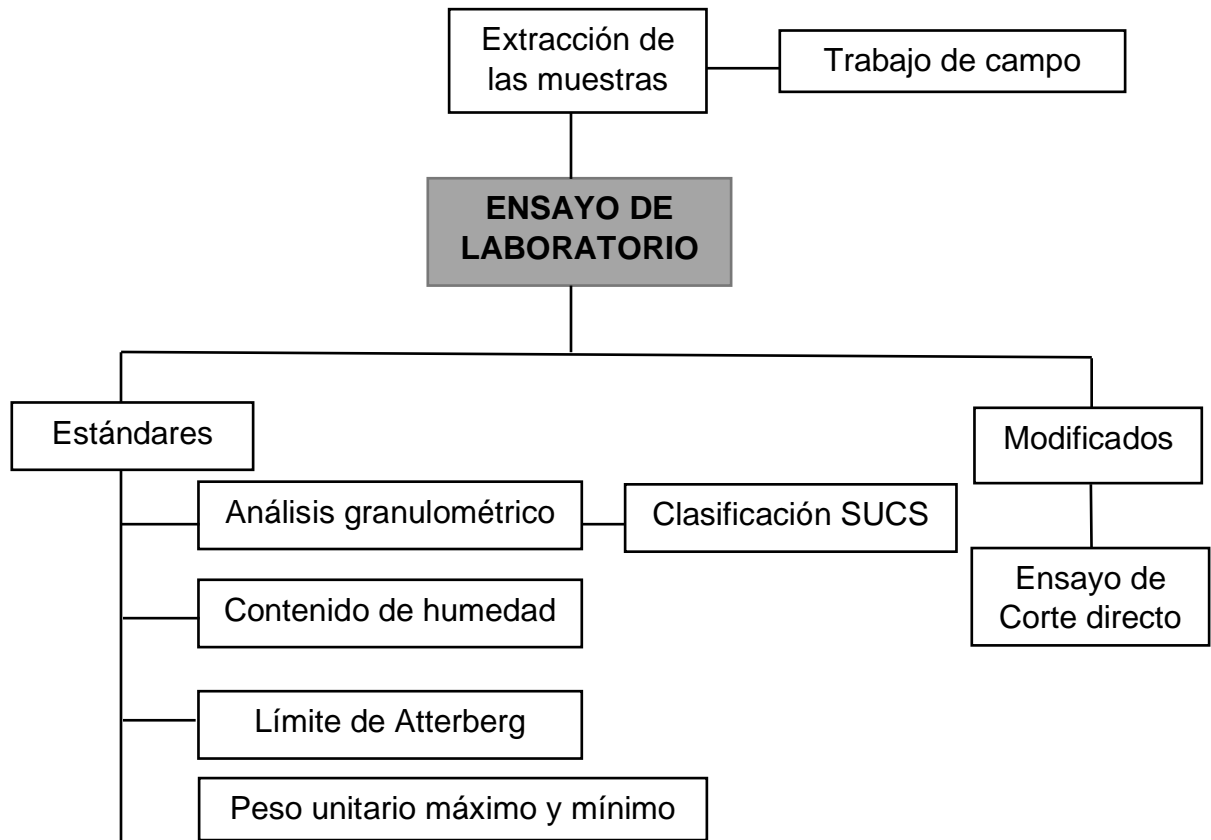 Extracción de
las muestras
Trabajo de campo
ENSAYO DE
LABORATORIO
Estándares
Modificados
Análisis granulométrico
Clasificación SUCS
Contenido de humedad
Ensayo de
Corte directo
Límite de Atterberg
Peso unitario máximo y mínimo